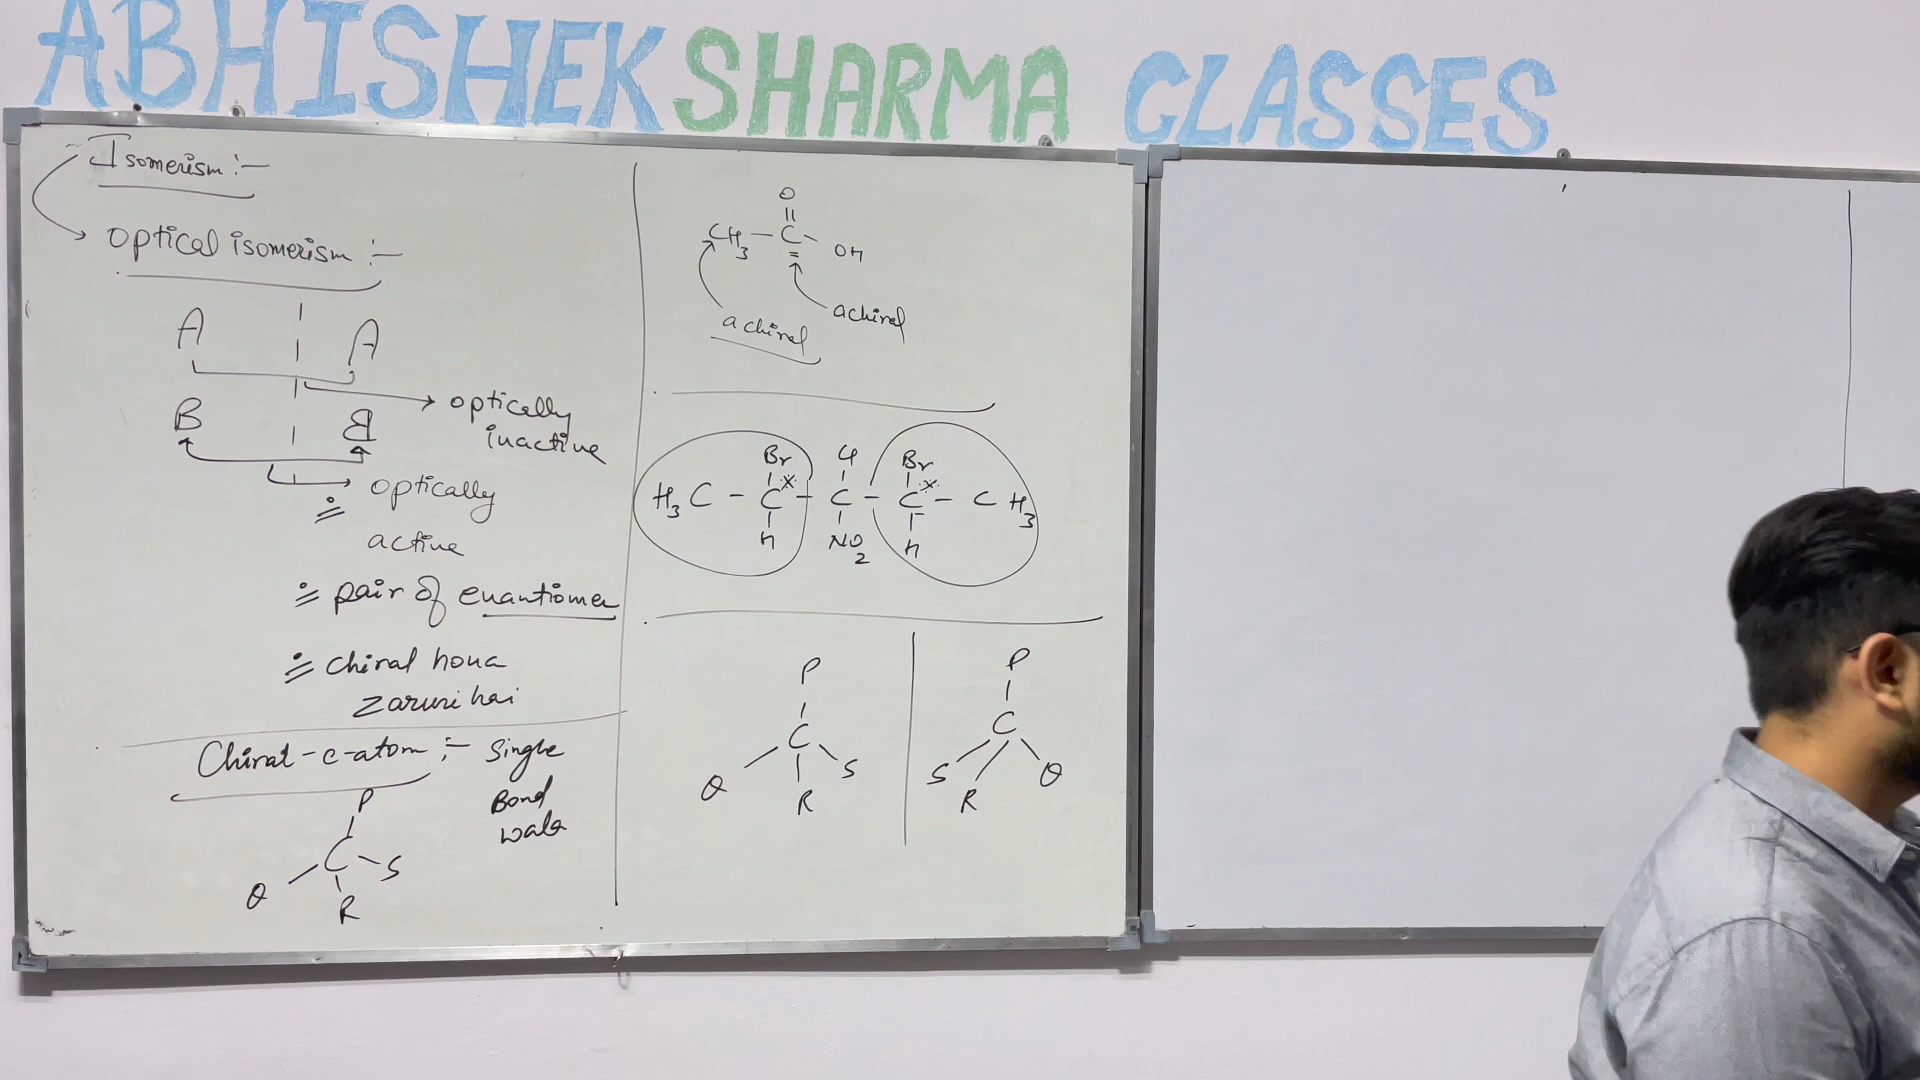 ABHISHEK SHARMA CLASSES
Isomerism :-
optical isomerism :-
A A
B B
optically
inactive
optically
active
pair of enantiomer
chiral hona
zaruri hai
Chiral-c-atom :- Single
Bond
wala
P
C S
Q
R
O
CH3 - C - OH
achiral
achiral
Br Cl Br
H3C - C - C - C - CH3
H NO2 H
P
C
Q S
R
P
C
S Q
R